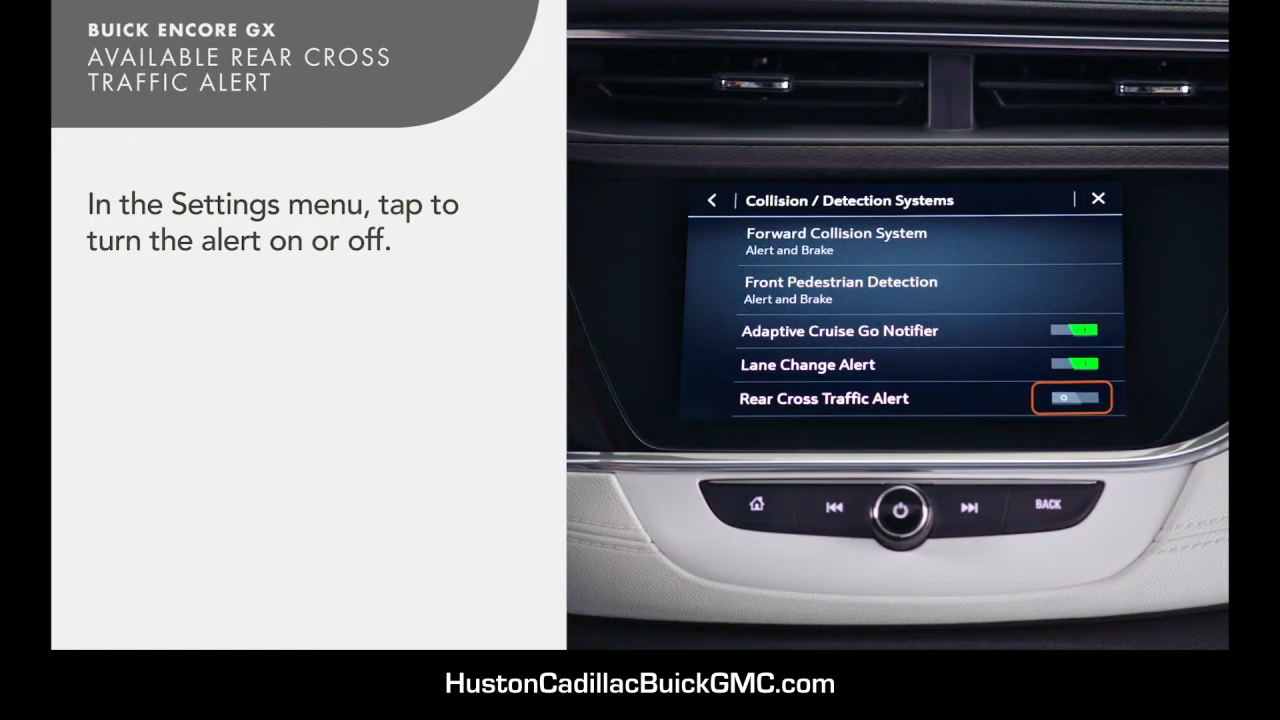 BUICK ENCORE GX
AVAILABLE REAR CROSS
TRAFFIC ALERT
In the Settings menu, tap to
turn the alert on or off.
Collision / Detection Systems
Forward Collision System
Alert and Brake
Front Pedestrian Detection
Alert and Brake
Adaptive Cruise Go Notifier
Lane Change Alert
Rear Cross Traffic Alert
BACK
HustonCadillacBuickGMC.com